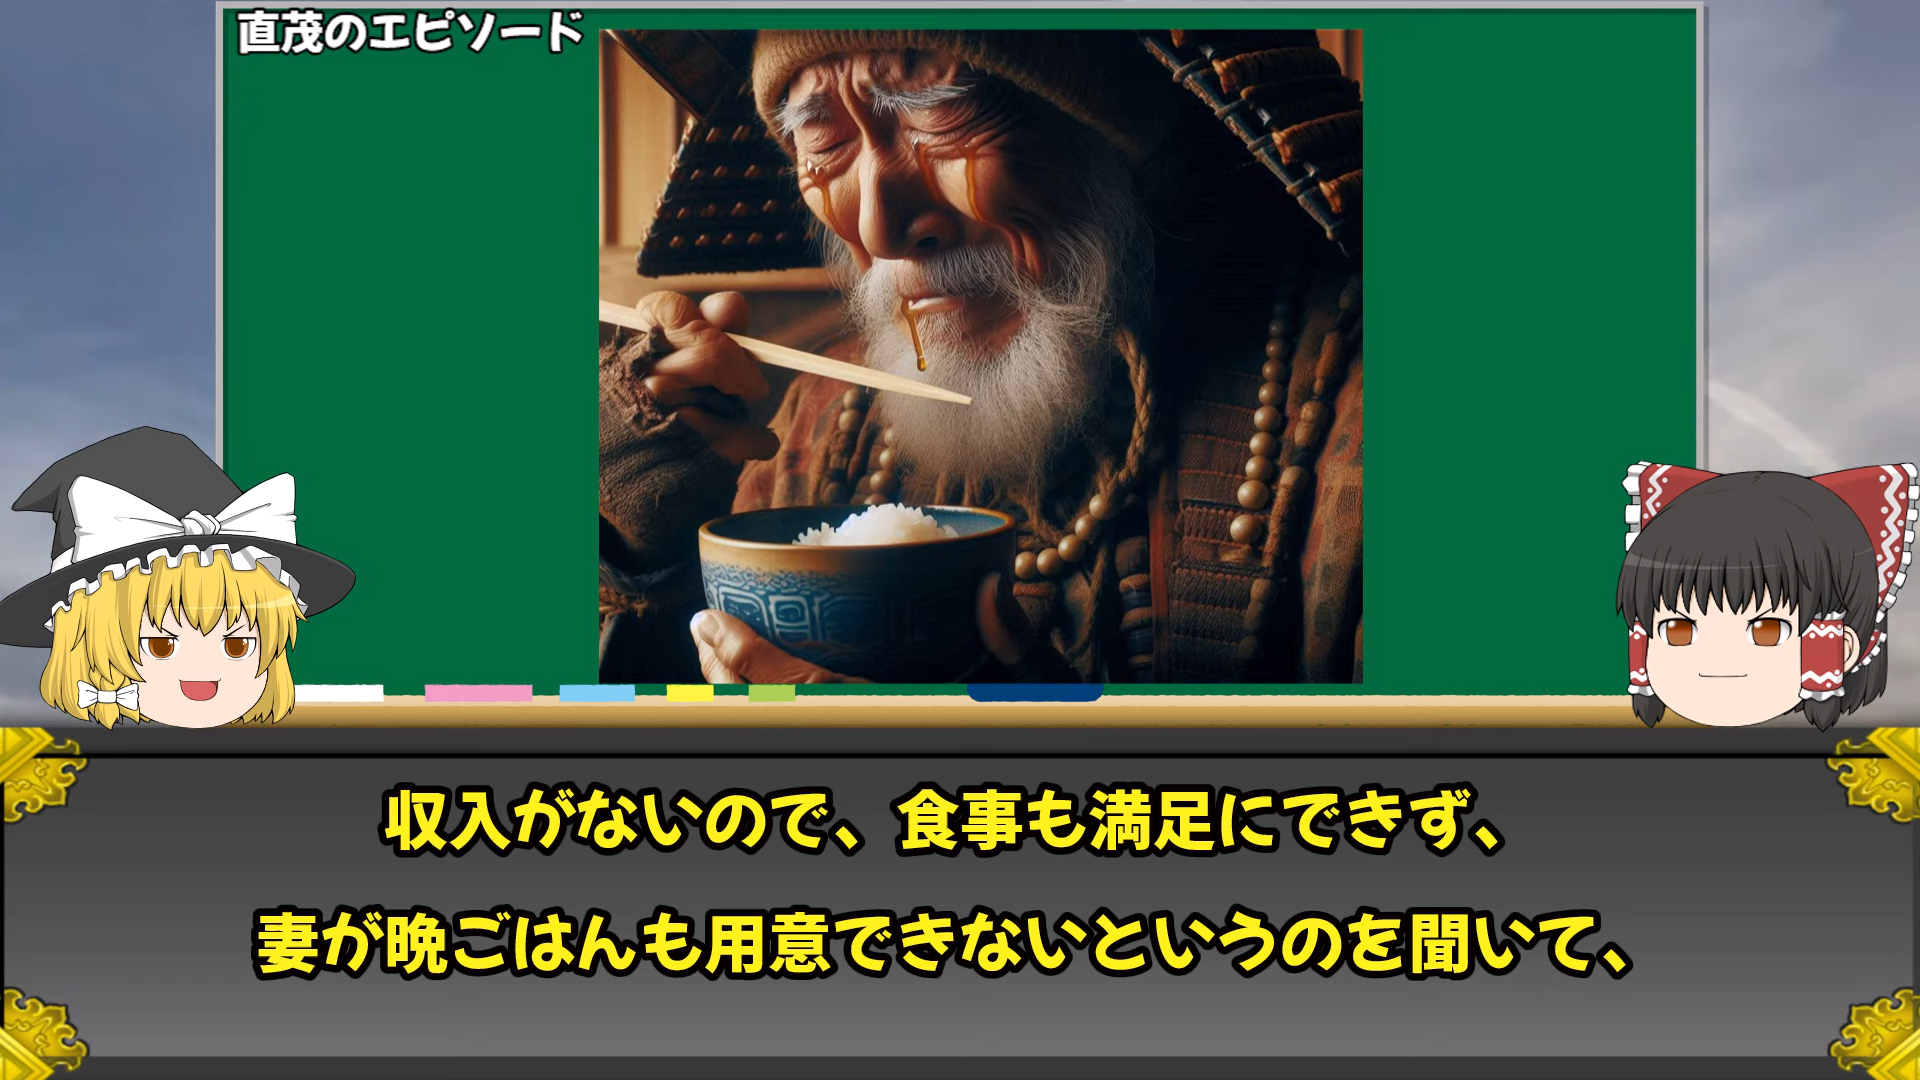 直茂のエピソード
収入がないので、食事も満足にできず、
妻が晩ごはんも用意できないというのを聞いて、